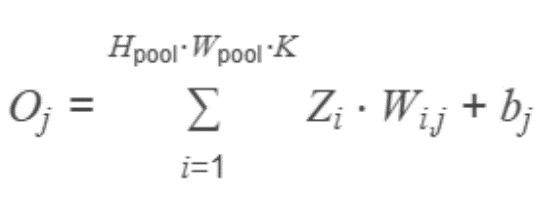 H_pool·W_pool·K
O_j = ∑ Z_i · W_i,j + b_j
i=1